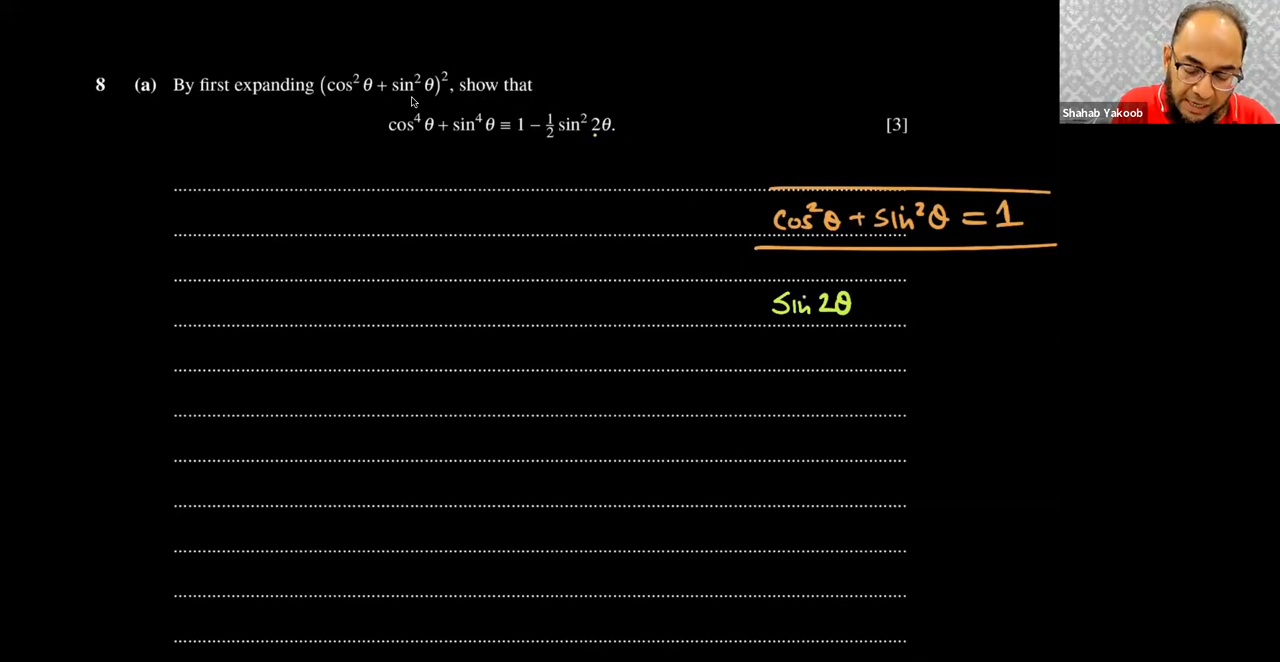 8 (a) By first expanding (cos² θ + sin² θ)², show that
cos⁴ θ + sin⁴ θ ≡ 1 − ½ sin² 2θ. [3]
cos²θ + sin²θ = 1
sin 2θ
Shahab Yakoob